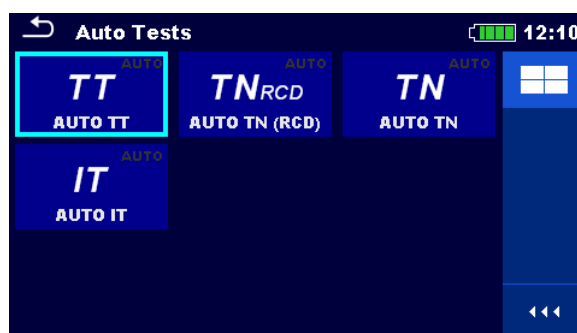 Auto Tests 12:10
AUTO AUTO AUTO
TT TNRCD TN
AUTO TT AUTO TN (RCD) AUTO TN
AUTO
IT
AUTO IT